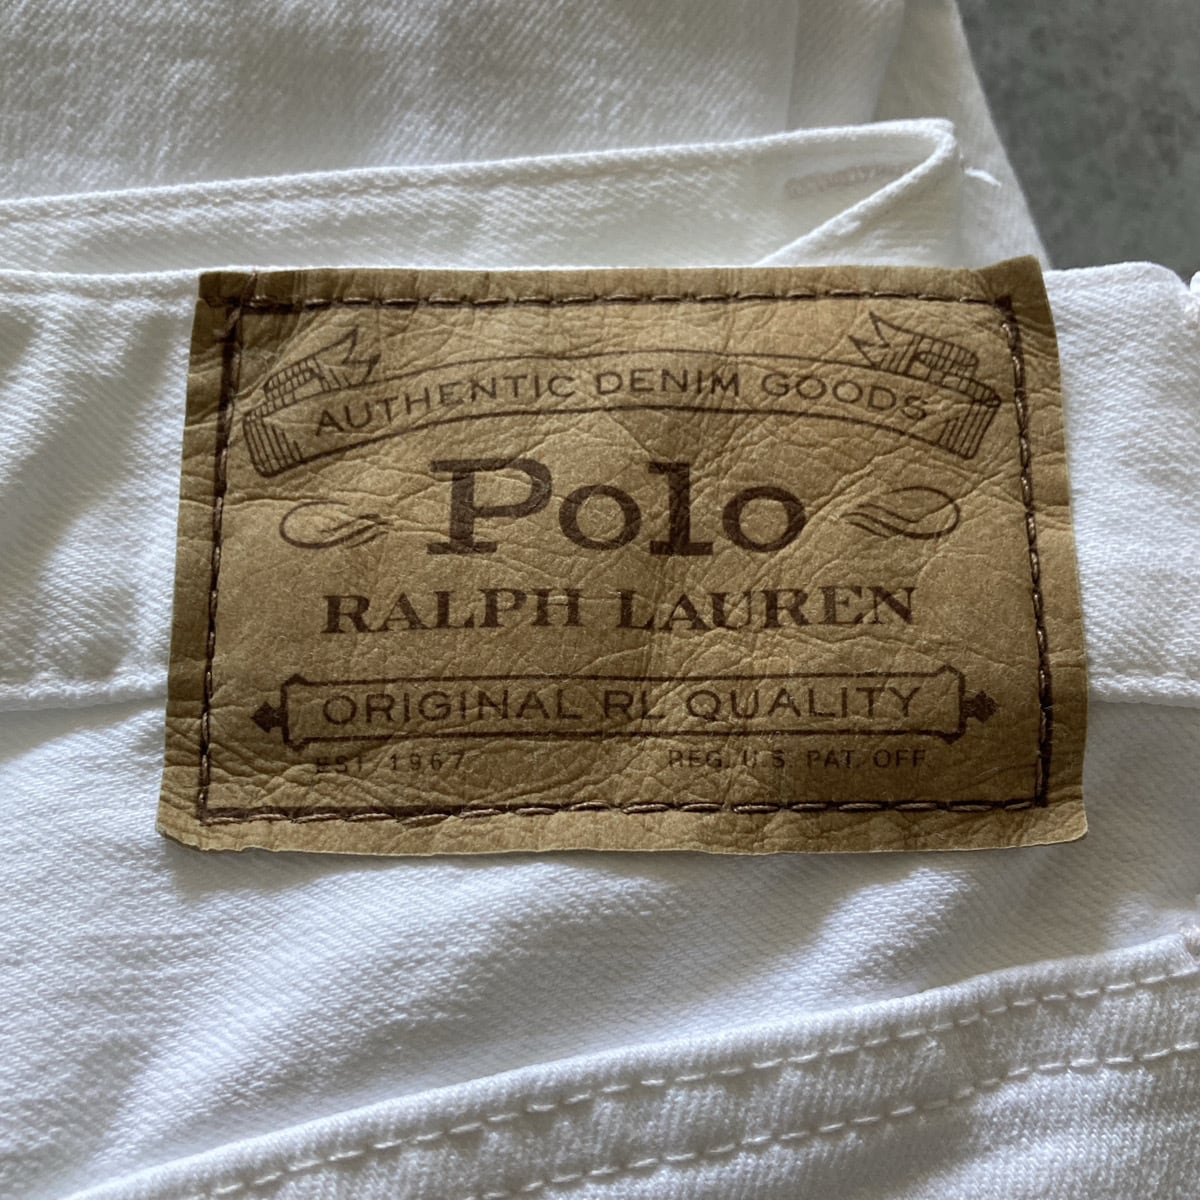 AUTHENTIC DENIM GOODS
Polo
RALPH LAUREN
ORIGINAL RL QUALITY
EST. 1967 REG. U.S. PAT. OFF.